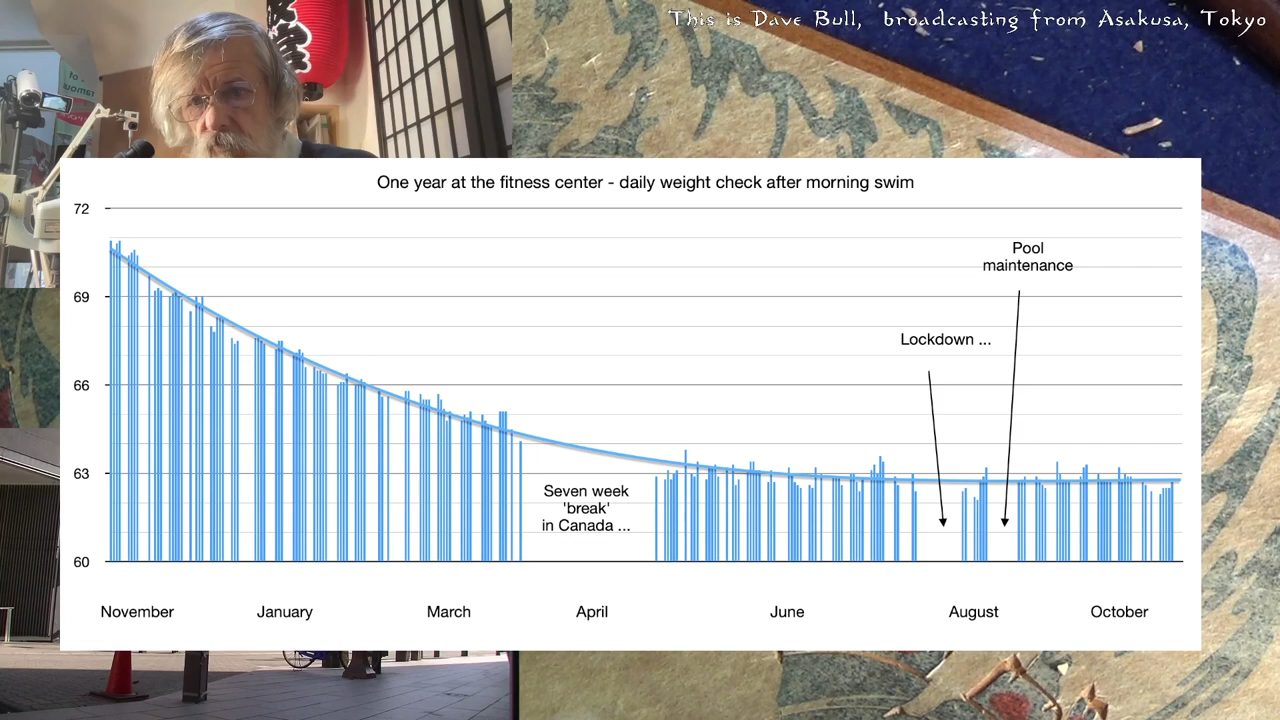 This is Dave Bull, broadcasting from Asakusa, Tokyo
One year at the fitness center - daily weight check after morning swim
72
69
66
63
60
Pool
maintenance
Lockdown ...
Seven week
'break'
in Canada ...
November
January
March
April
June
August
October